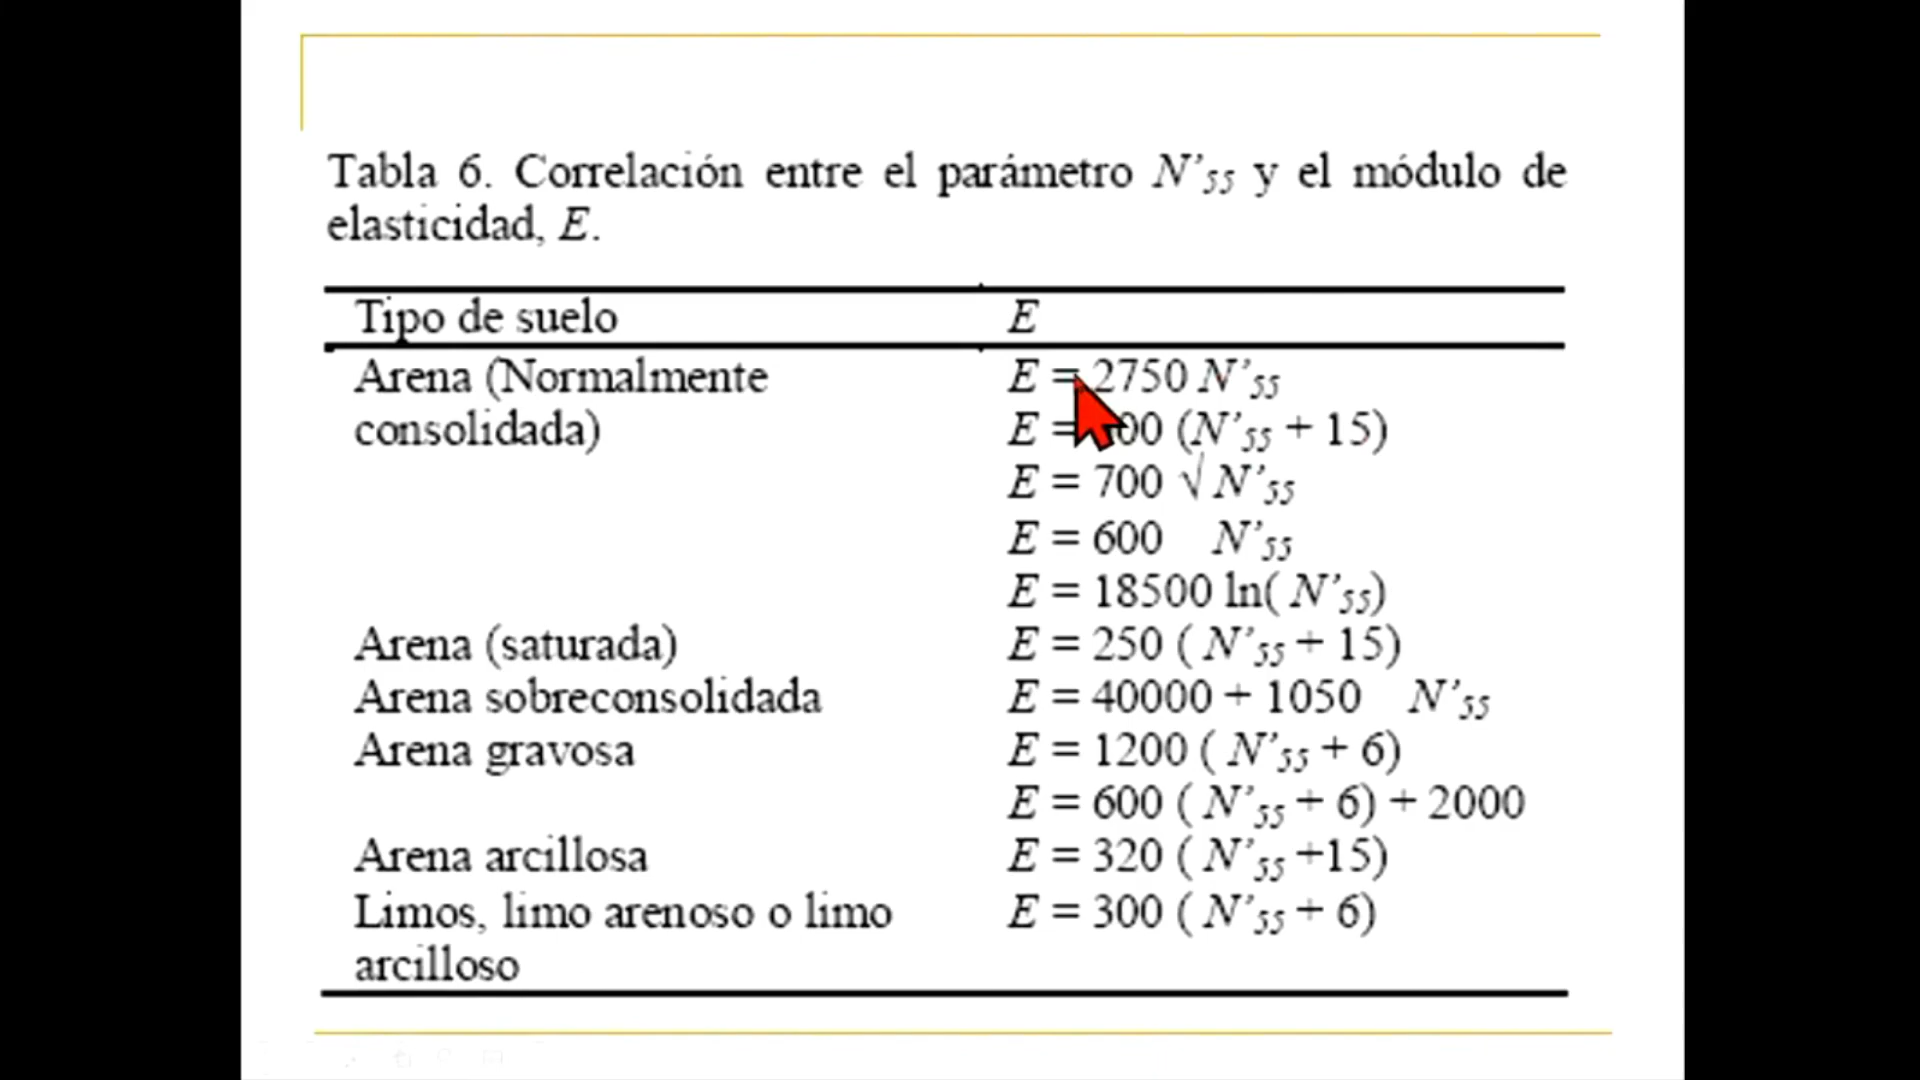 Tabla 6. Correlación entre el parámetro N'55 y el módulo de
elasticidad, E.
Tipo de suelo E
Arena (Normalmente E = 2750 N'55
consolidada) E = 00 (N'55 + 15)
E = 700 √ N'55
E = 600 N'55
E = 18500 ln( N'55)
Arena (saturada) E = 250 ( N'55 + 15)
Arena sobreconsolidada E = 40000 + 1050 N'55
Arena gravosa E = 1200 ( N'55 + 6)
E = 600 ( N'55 + 6) + 2000
Arena arcillosa E = 320 ( N'55 +15)
Limos, limo arenoso o limo E = 300 ( N'55 + 6)
arcilloso